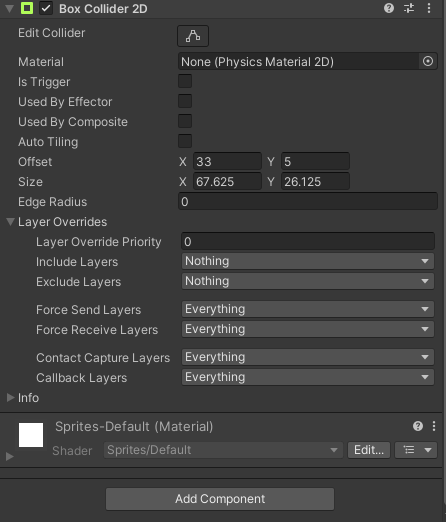 Box Collider 2D
Edit Collider
Material None (Physics Material 2D)
Is Trigger
Used By Effector
Used By Composite
Auto Tiling
Offset X 33 Y 5
Size X 67.625 Y 26.125
Edge Radius 0
Layer Overrides
Layer Override Priority 0
Include Layers Nothing
Exclude Layers Nothing
Force Send Layers Everything
Force Receive Layers Everything
Contact Capture Layers Everything
Callback Layers Everything
Info
Sprites-Default (Material)
Shader Sprites/Default Edit...
Add Component